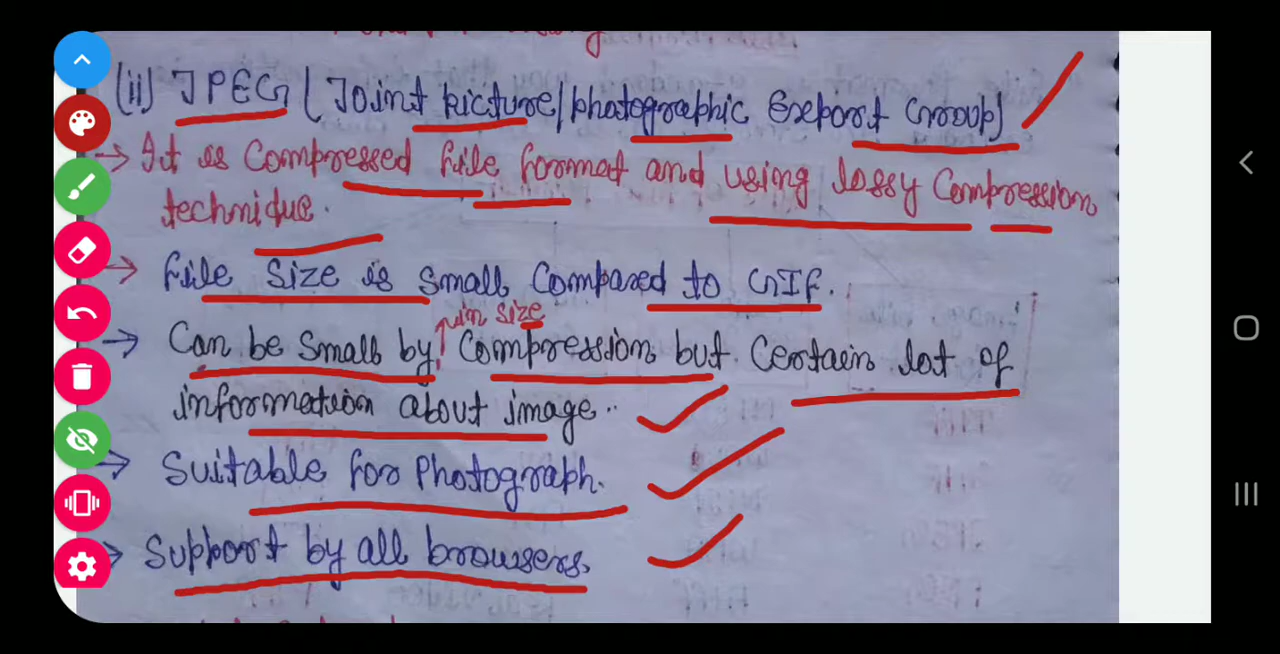 (ii) JPEG ( Joint picture/photographic Export Group)
→ It is Compressed file format and using lossy Compression
technique.
→ File Size is Small Compared to GIF.
in size
→ Can be Small by Compression but Certain lot of
information about image..
→ Suitable for Photograph.
→ Support by all browsers.